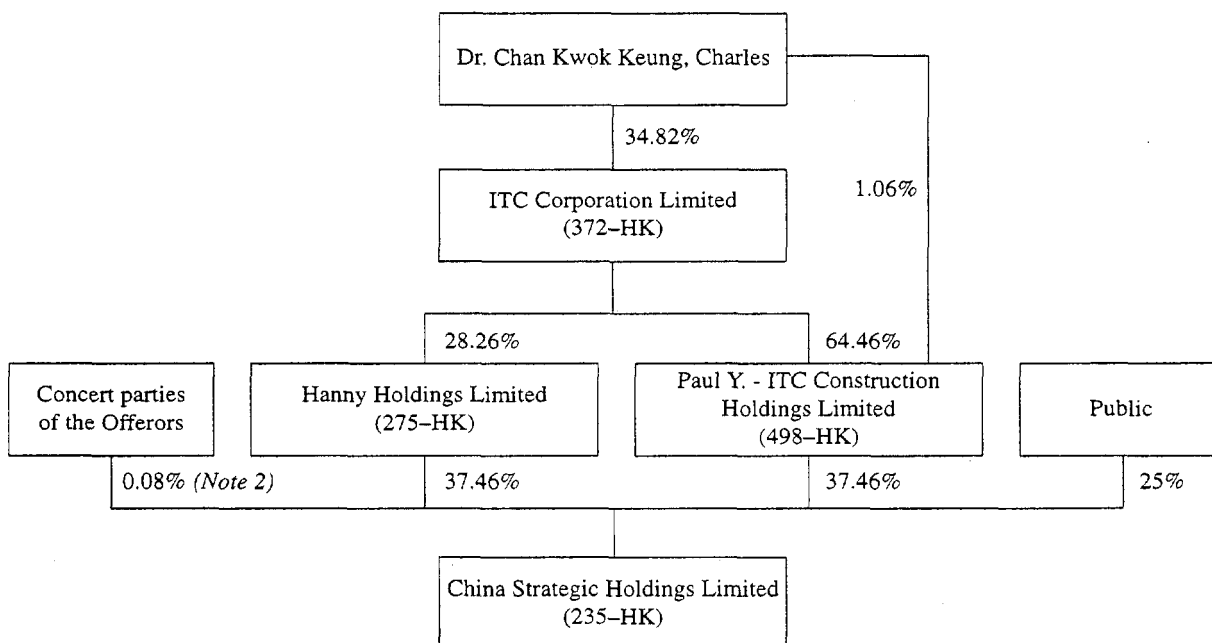 Dr. Chan Kwok Keung, Charles
34.82%
1.06%
ITC Corporation Limited
(372–HK)
28.26%
64.46%
Concert parties
of the Offerors
Hanny Holdings Limited
(275–HK)
Paul Y. - ITC Construction
Holdings Limited
(498–HK)
Public
0.08% (Note 2)
37.46%
37.46%
25%
China Strategic Holdings Limited
(235–HK)